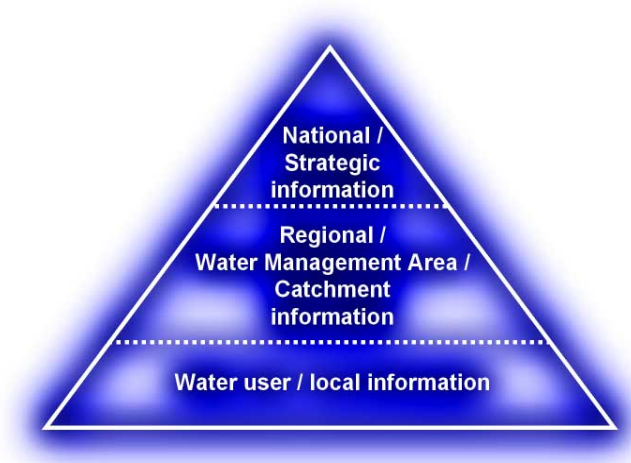 National /
Strategic
information
Regional /
Water Management Area /
Catchment
information
Water user / local information